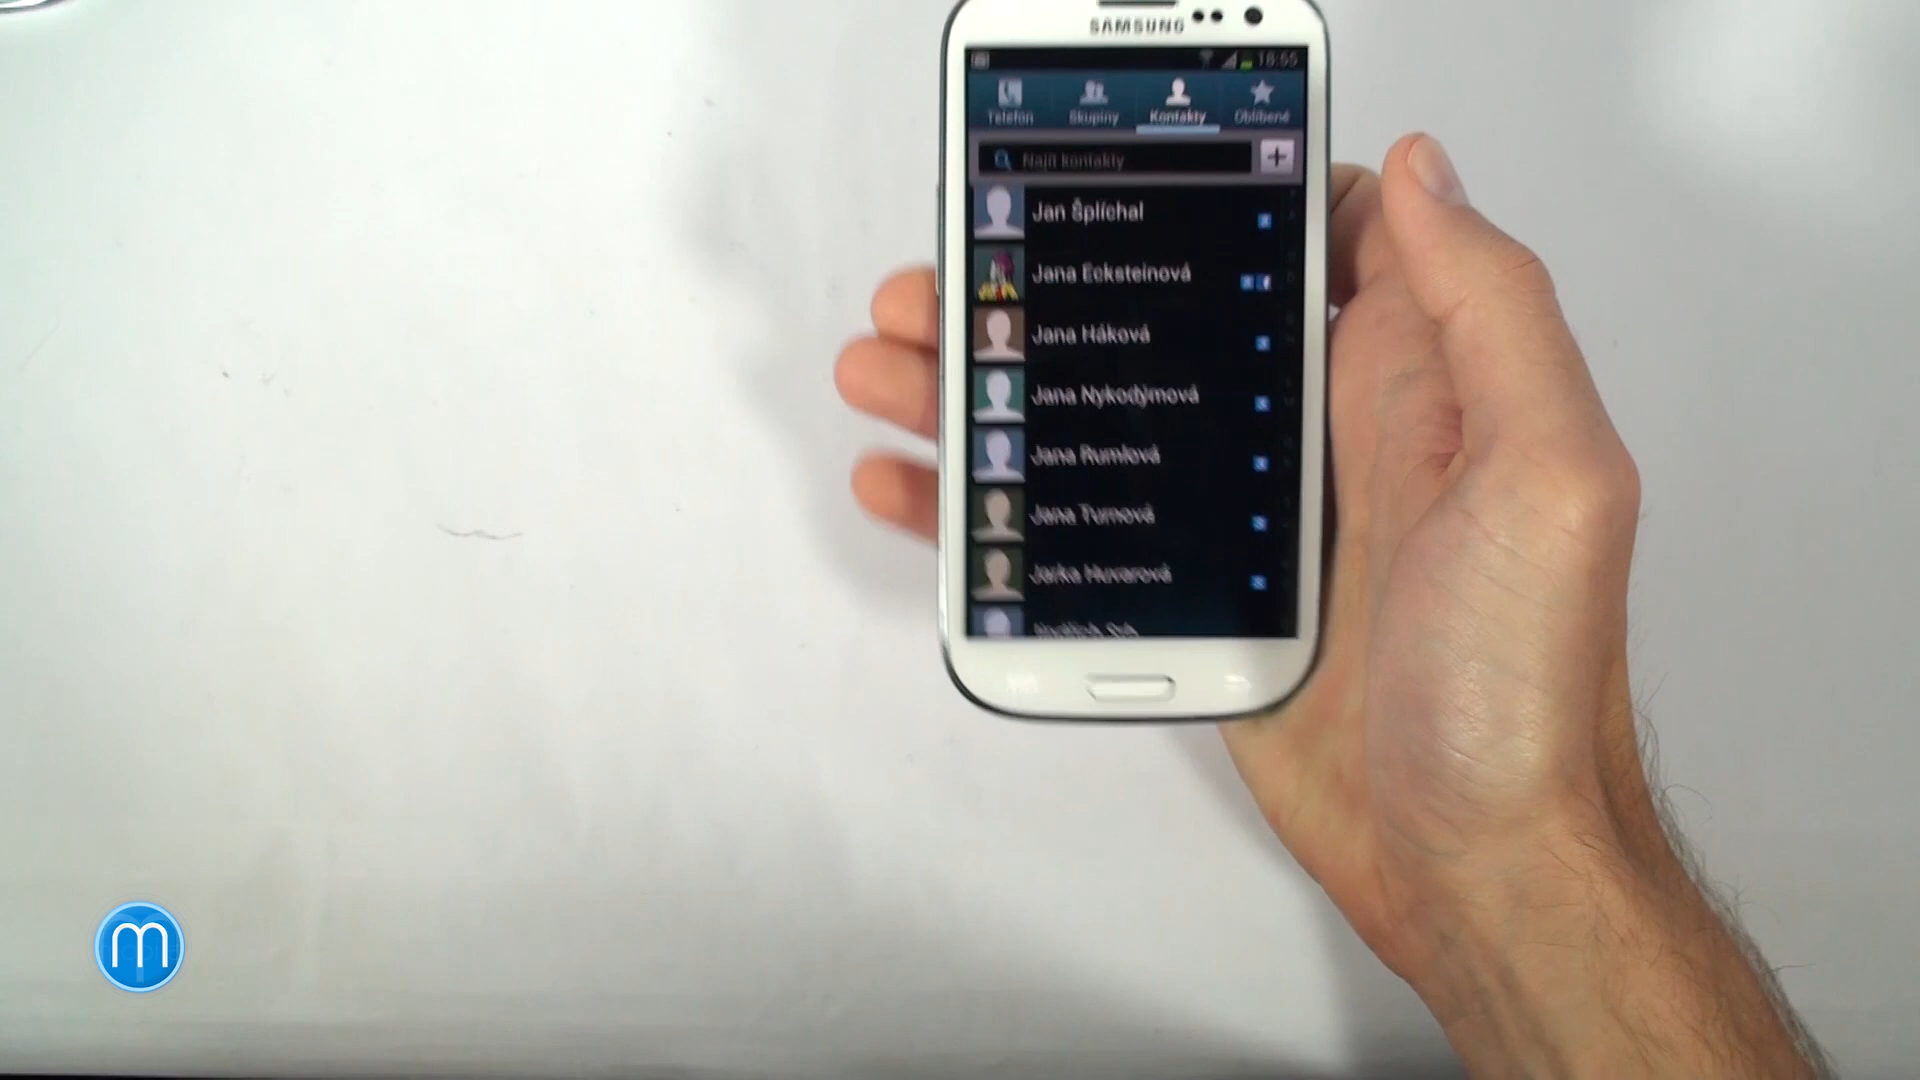 SAMSUNG
18:55
Telefon
Skupiny
Kontakty
Oblíbené
Najít kontakty
Jan Šplíchal
Jana Ecksteinová
Jana Háková
Jana Nykodýmová
Jana Rumlová
Jana Turnová
Jarka Huvarová
m